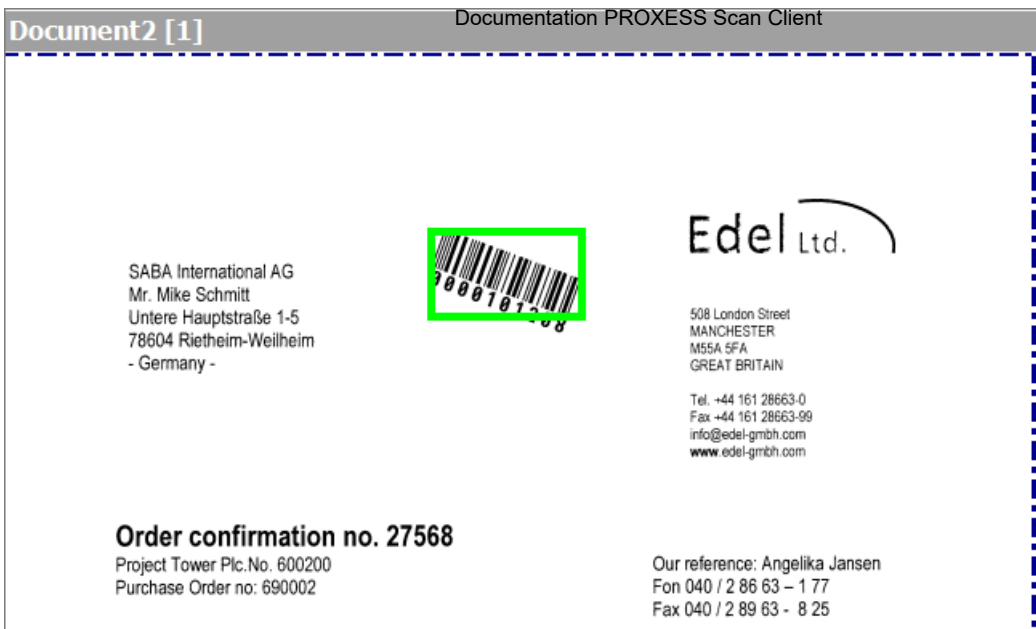 Documentation PROXESS Scan Client
Document2 [1]
Edel Ltd.
SABA International AG
Mr. Mike Schmitt
Untere Hauptstraße 1-5
78604 Rietheim-Weilheim
- Germany -
508 London Street
MANCHESTER
M55A 5FA
GREAT BRITAIN
Tel. +44 161 28663-0
Fax +44 161 28663-99
info@edel-gmbh.com
www.edel-gmbh.com
Order confirmation no. 27568
Project Tower Plc.No. 600200
Purchase Order no: 690002
Our reference: Angelika Jansen
Fon 040 / 2 86 63 – 1 77
Fax 040 / 2 89 63 - 8 25